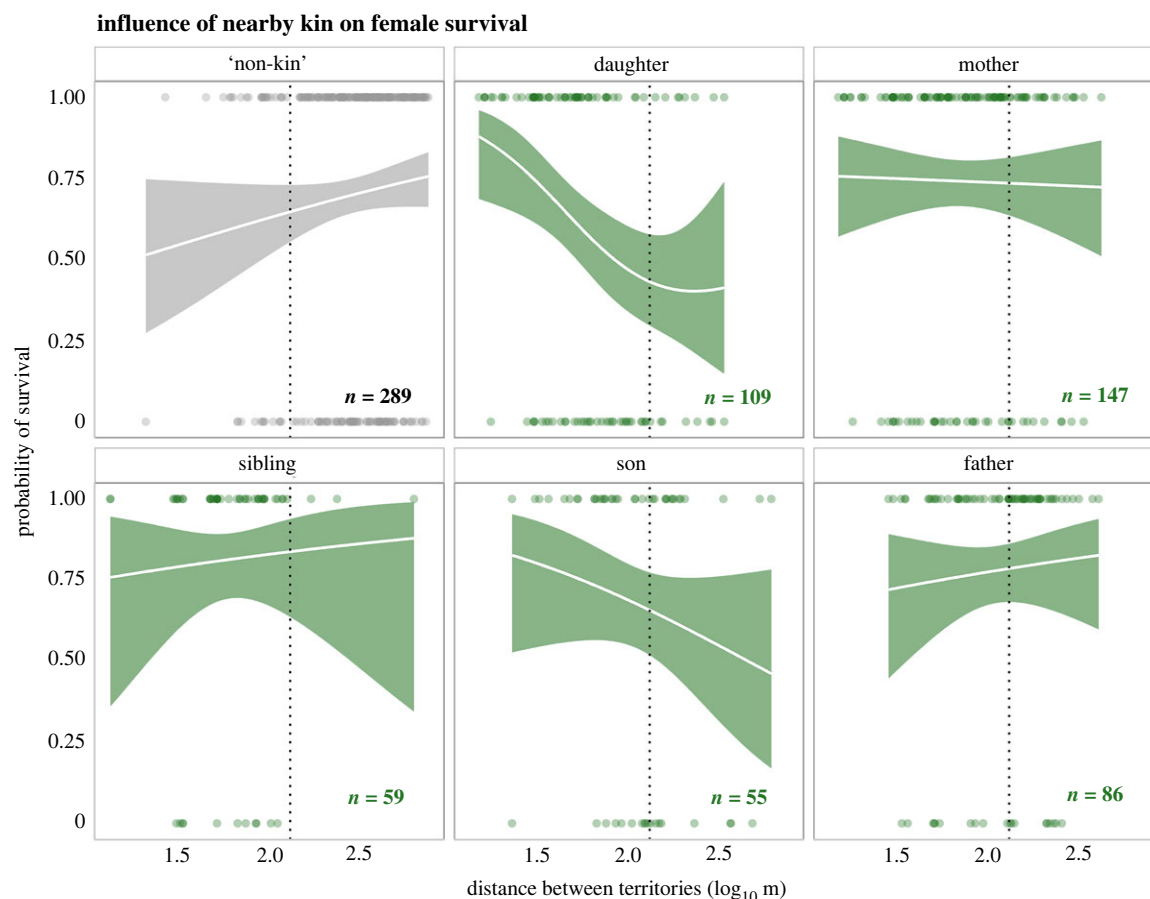 influence of nearby kin on female survival
‘non-kin’ daughter mother
1.00
0.75
0.50
0.25
0
n = 289 n = 109 n = 147
probability of survival
sibling son father
1.00
0.75
0.50
0.25
0
n = 59 n = 55 n = 86
1.5 2.0 2.5 1.5 2.0 2.5 1.5 2.0 2.5
distance between territories (log10 m)